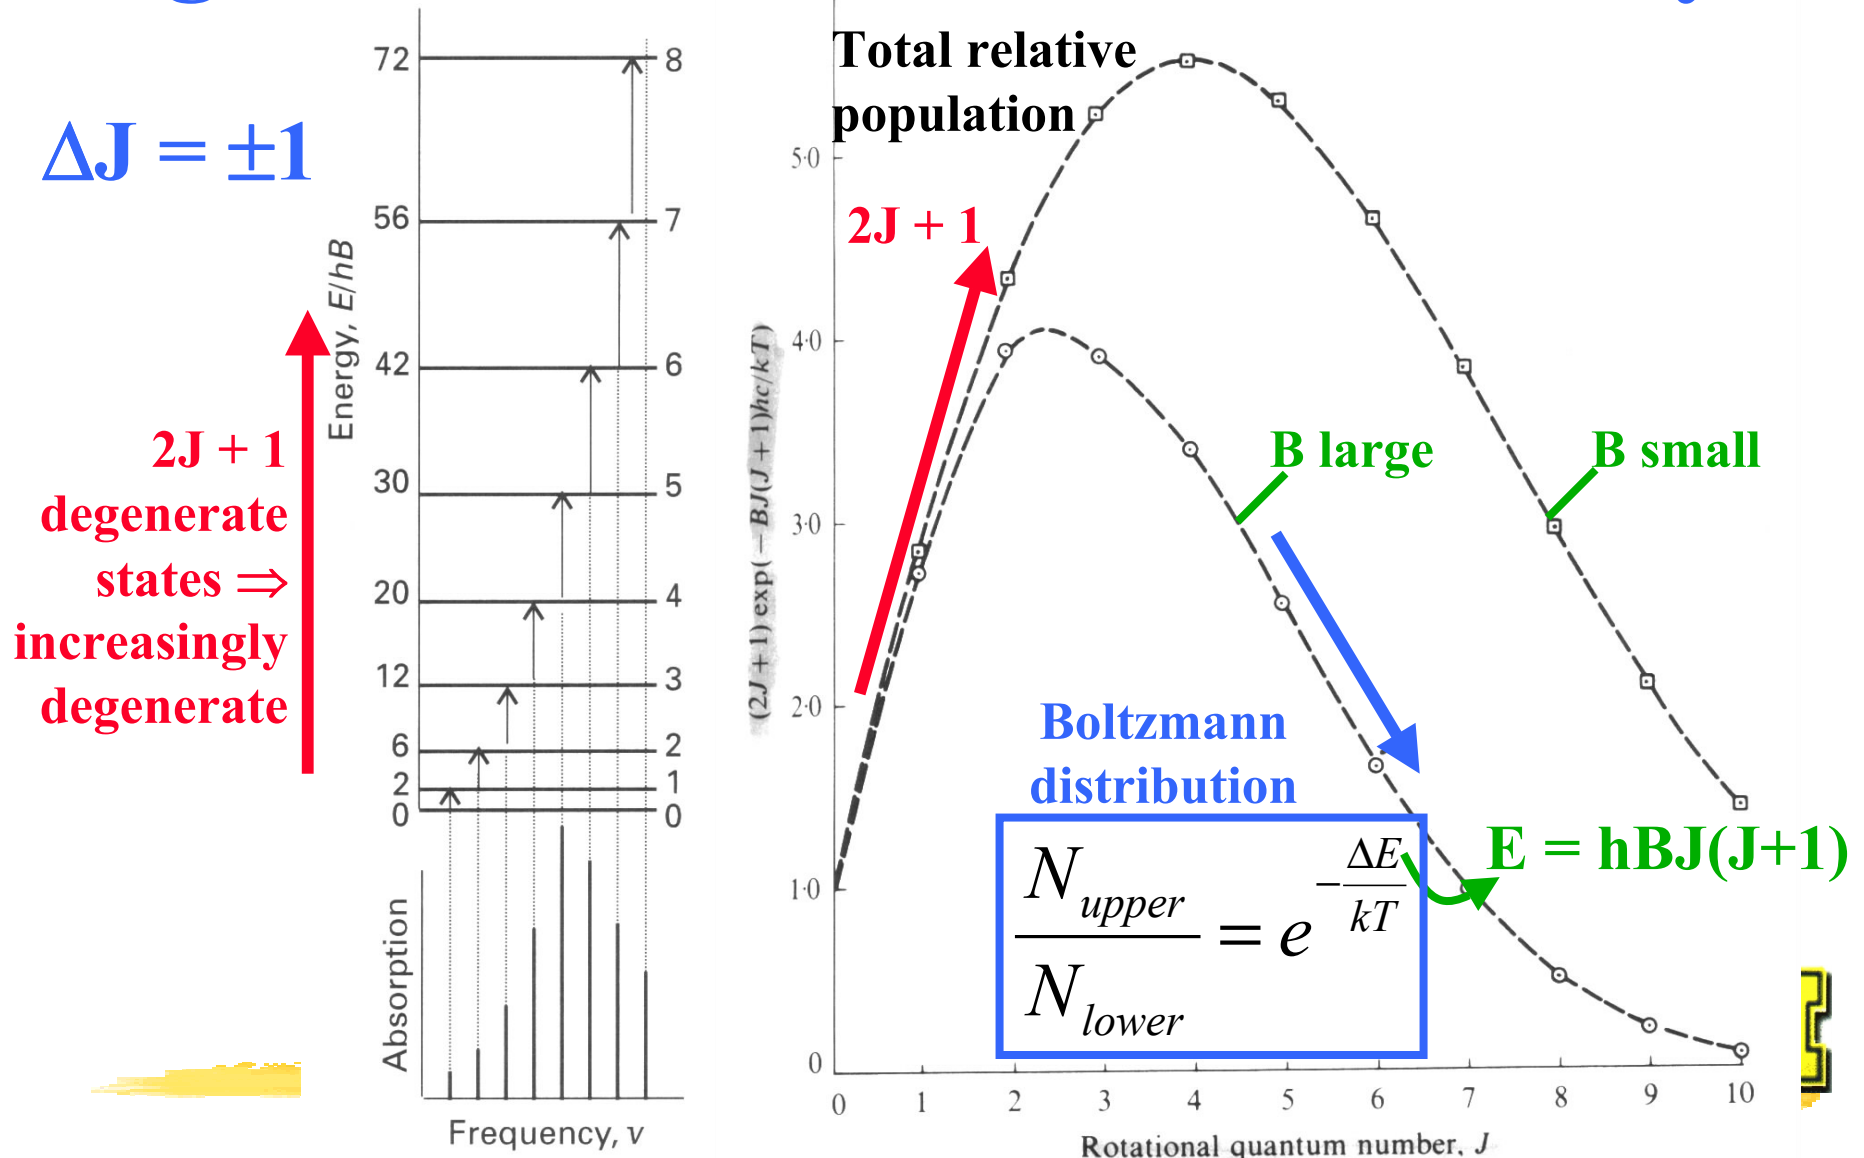 ΔJ = ±1
2J + 1
degenerate
states ⇒
increasingly
degenerate
Energy, E/hB
72
56
42
30
20
12
6
2
0
8
7
6
5
4
3
2
1
0
Absorption
Frequency, ν
Total relative
population
2J + 1
(2J + 1) exp(−BJ(J + 1)hc/kT)
5·0
4·0
3·0
2·0
1·0
0
B large
B small
Boltzmann
distribution
N_upper / N_lower = e^(−ΔE/kT)
E = hBJ(J+1)
0 1 2 3 4 5 6 7 8 9 10
Rotational quantum number, J